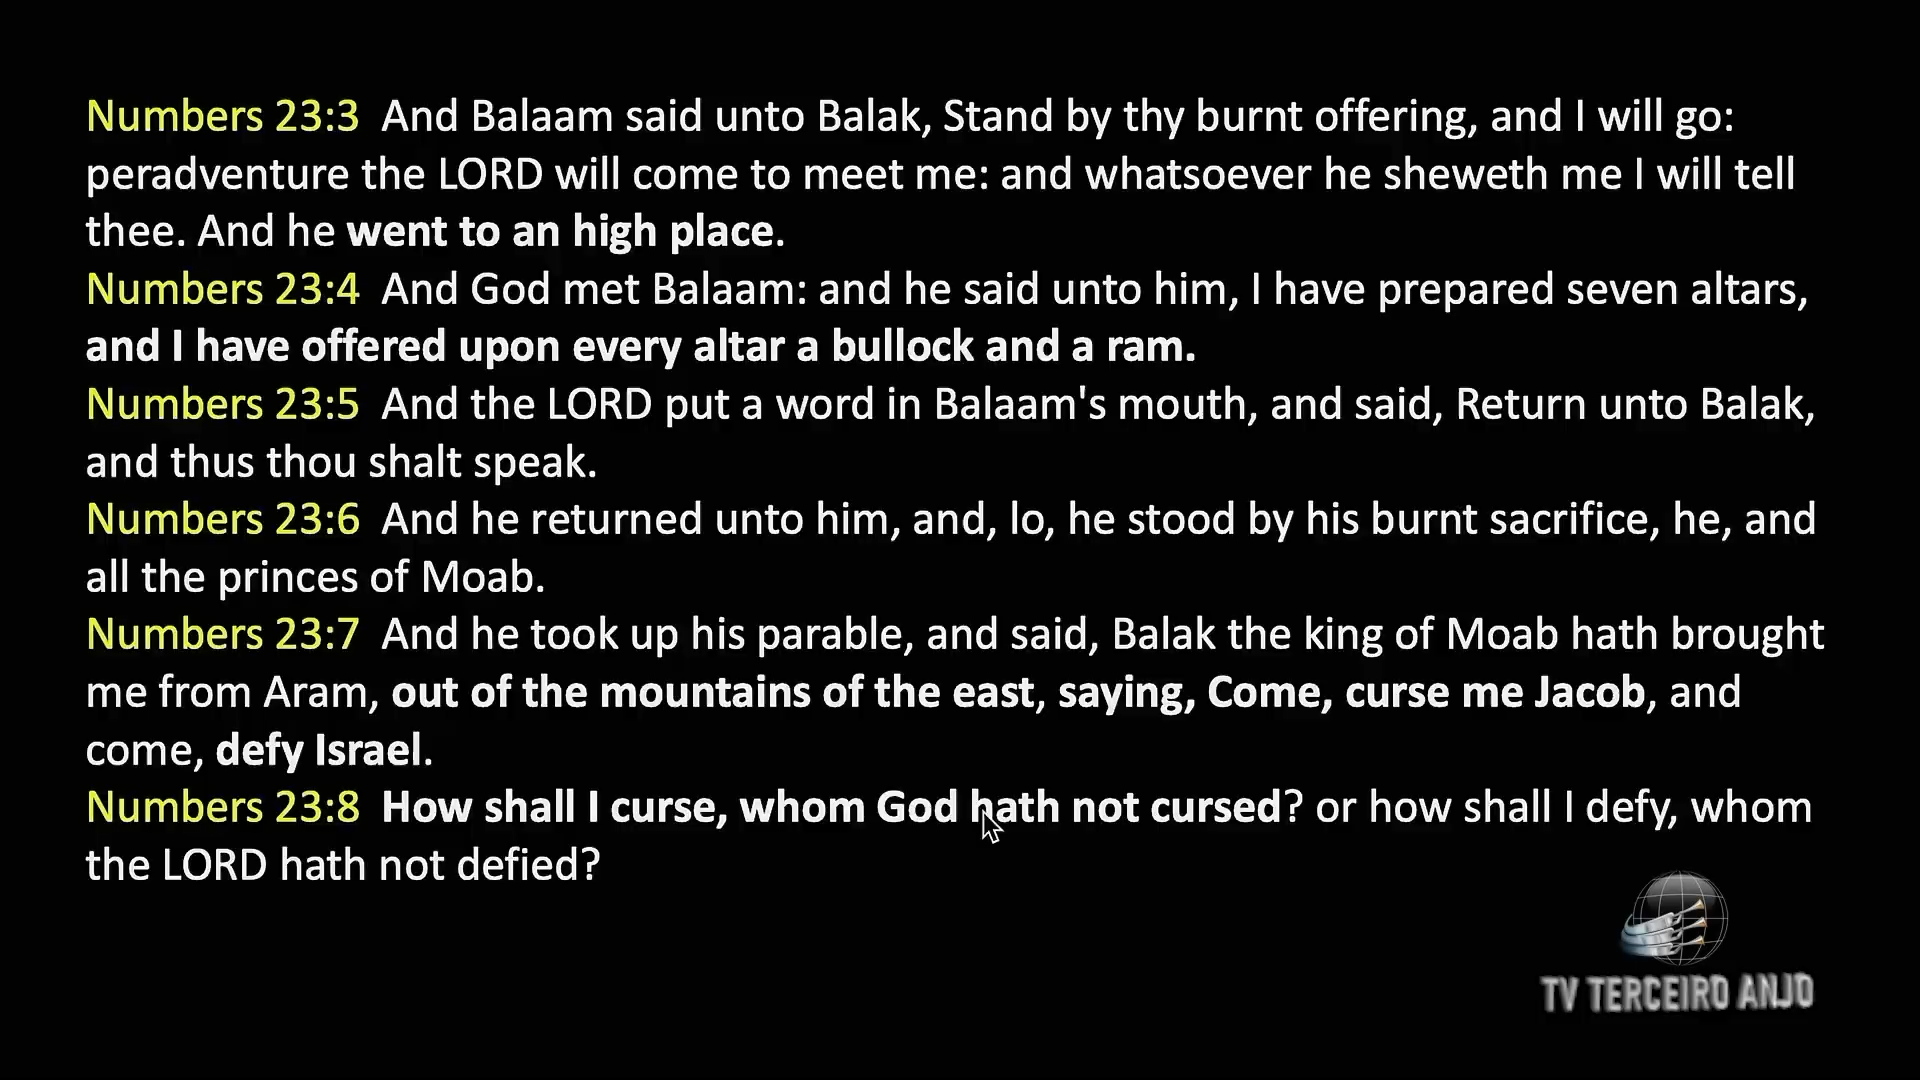 Numbers 23:3 And Balaam said unto Balak, Stand by thy burnt offering, and I will go:
peradventure the LORD will come to meet me: and whatsoever he sheweth me I will tell
thee. And he went to an high place.
Numbers 23:4 And God met Balaam: and he said unto him, I have prepared seven altars,
and I have offered upon every altar a bullock and a ram.
Numbers 23:5 And the LORD put a word in Balaam's mouth, and said, Return unto Balak,
and thus thou shalt speak.
Numbers 23:6 And he returned unto him, and, lo, he stood by his burnt sacrifice, he, and
all the princes of Moab.
Numbers 23:7 And he took up his parable, and said, Balak the king of Moab hath brought
me from Aram, out of the mountains of the east, saying, Come, curse me Jacob, and
come, defy Israel.
Numbers 23:8 How shall I curse, whom God hath not cursed? or how shall I defy, whom
the LORD hath not defied?
TV TERCEIRO ANJO